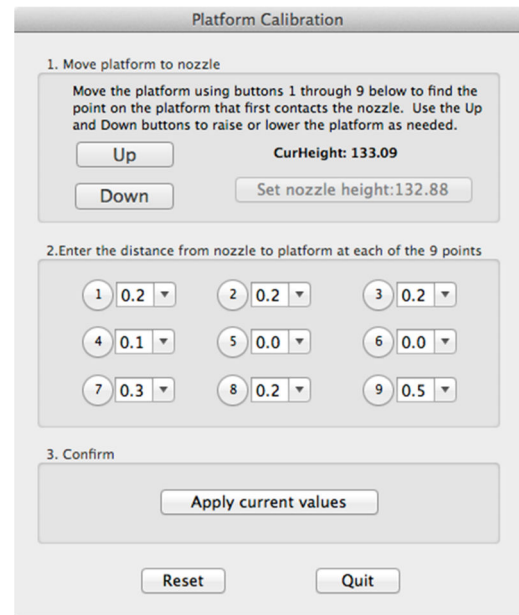 Platform Calibration
1. Move platform to nozzle
Move the platform using buttons 1 through 9 below to find the
point on the platform that first contacts the nozzle.  Use the Up
and Down buttons to raise or lower the platform as needed.
Up
CurHeight: 133.09
Down
Set nozzle height:132.88
2.Enter the distance from nozzle to platform at each of the 9 points
1 0.2 2 0.2 3 0.2
4 0.1 5 0.0 6 0.0
7 0.3 8 0.2 9 0.5
3. Confirm
Apply current values
Reset Quit